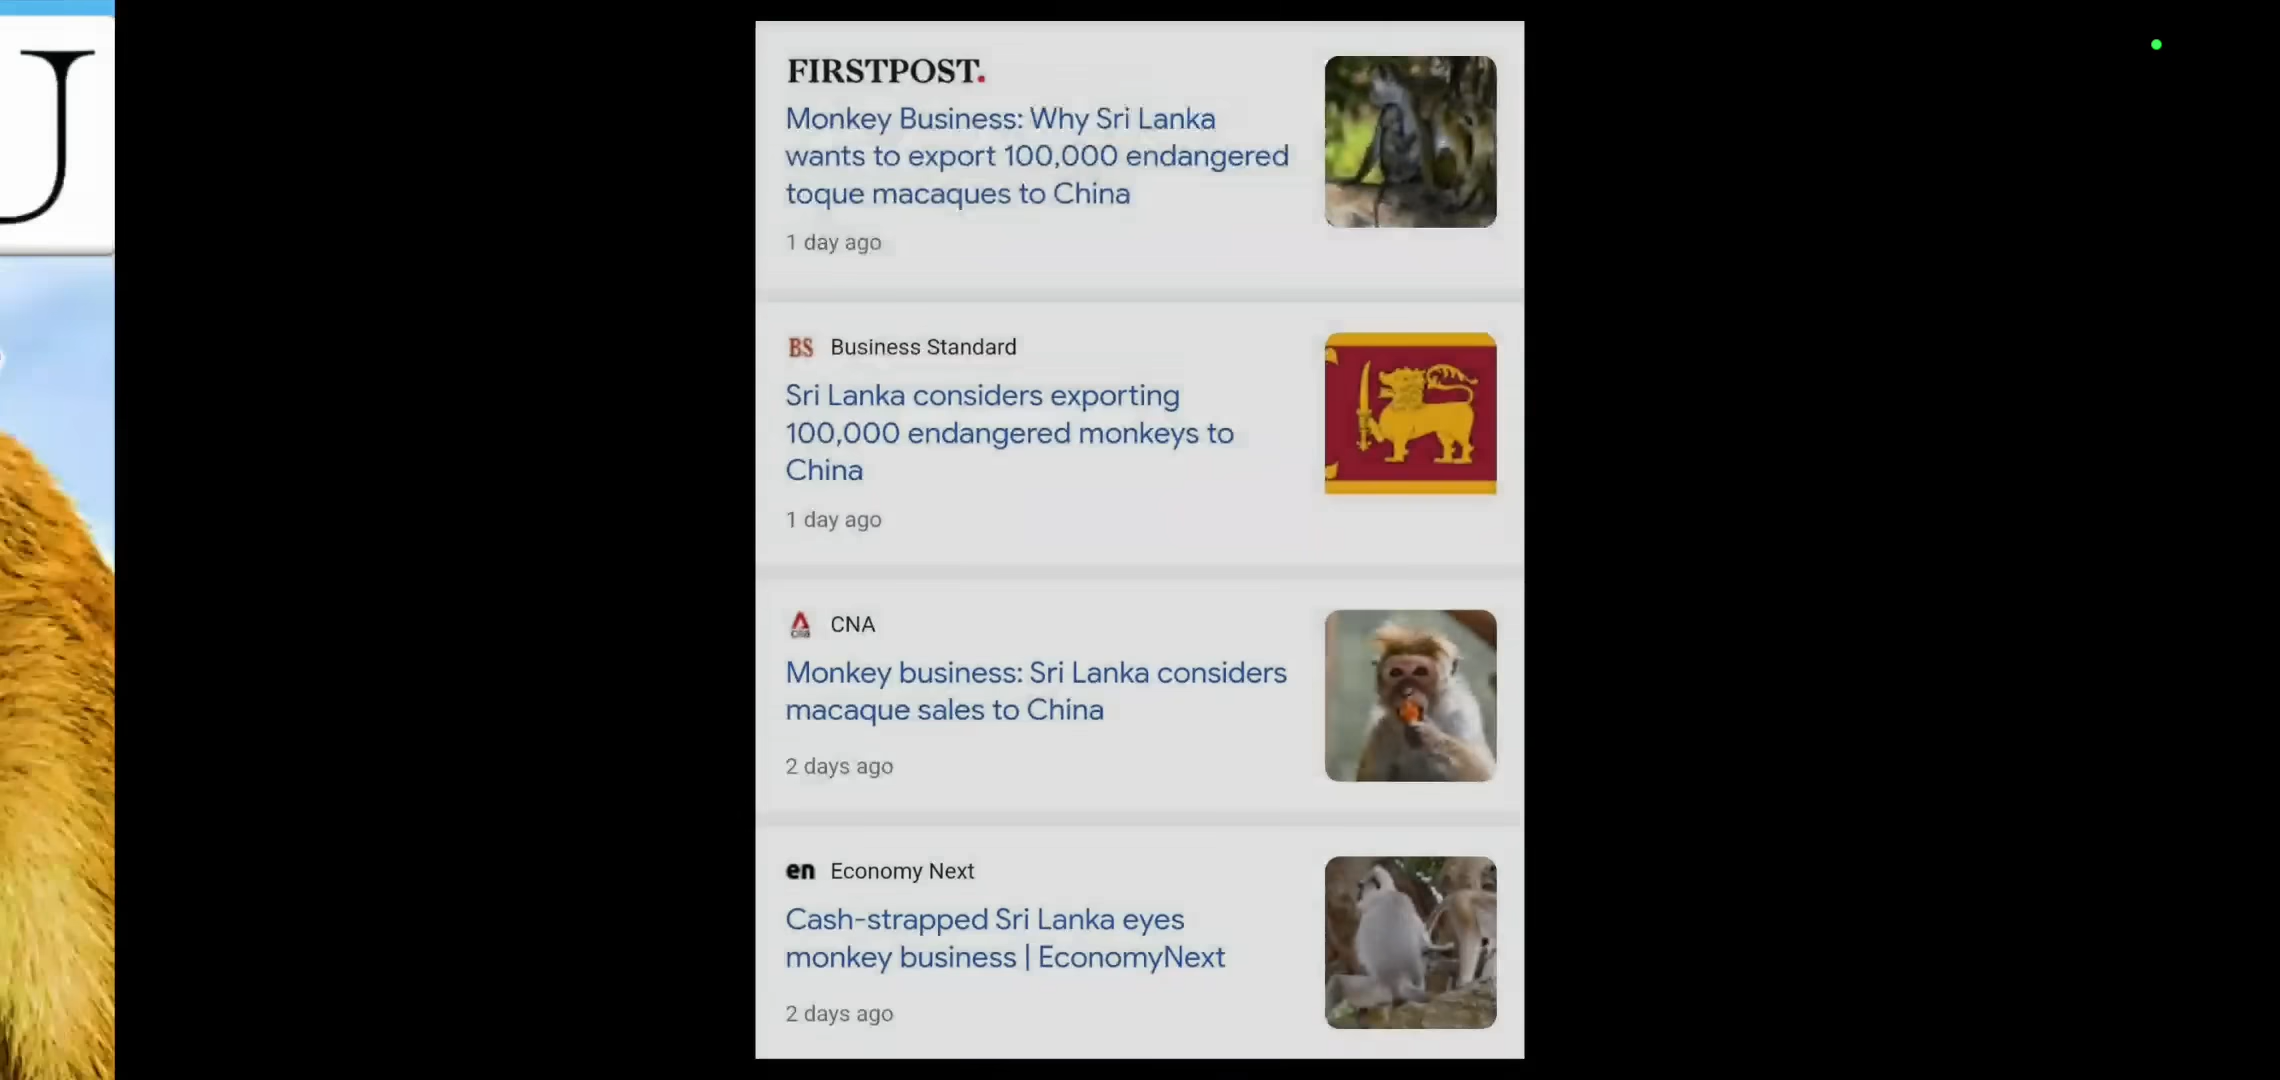 J
FIRSTPOST.
Monkey Business: Why Sri Lanka
wants to export 100,000 endangered
toque macaques to China
1 day ago
BS Business Standard
Sri Lanka considers exporting
100,000 endangered monkeys to
China
1 day ago
cna CNA
Monkey business: Sri Lanka considers
macaque sales to China
2 days ago
en Economy Next
Cash-strapped Sri Lanka eyes
monkey business | EconomyNext
2 days ago